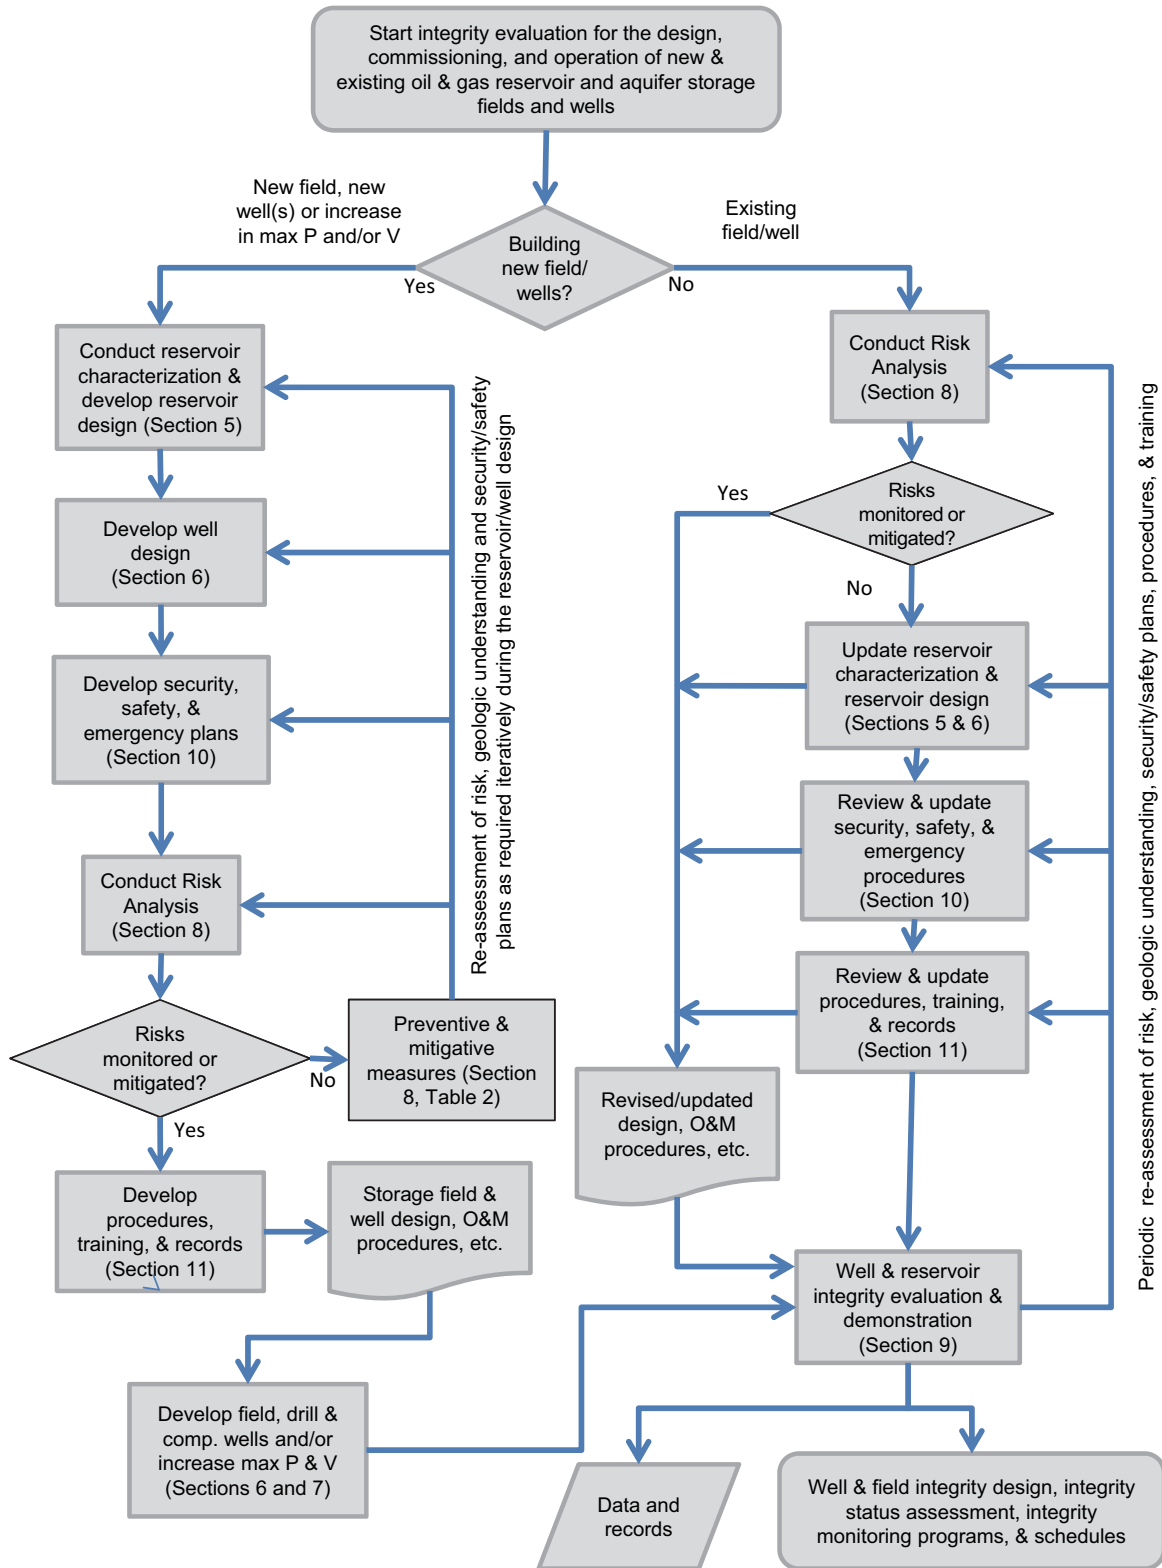 Start integrity evaluation for the design,
commissioning, and operation of new &
existing oil & gas reservoir and aquifer storage
fields and wells
New field, new
well(s) or increase
in max P and/or V
Existing
field/well
Building
new field/
wells?
Yes
No
Conduct reservoir
characterization &
develop reservoir
design (Section 5)
Develop well
design
(Section 6)
Develop security,
safety, &
emergency plans
(Section 10)
Conduct Risk
Analysis
(Section 8)
Risks
monitored or
mitigated?
No
Yes
Preventive &
mitigative
measures (Section
8, Table 2)
Re-assessment of risk, geologic understanding and security/safety
plans as required iteratively during the reservoir/well design
Develop
procedures,
training, & records
(Section 11)
Storage field &
well design, O&M
procedures, etc.
Develop field, drill &
comp. wells and/or
increase max P & V
(Sections 6 and 7)
Conduct Risk
Analysis
(Section 8)
Yes
Risks
monitored or
mitigated?
No
Update reservoir
characterization &
reservoir design
(Sections 5 & 6)
Review & update
security, safety, &
emergency
procedures
(Section 10)
Review & update
procedures, training,
& records
(Section 11)
Revised/updated
design, O&M
procedures, etc.
Well & reservoir
integrity evaluation &
demonstration
(Section 9)
Periodic re-assessment of risk, geologic understanding, security/safety plans, procedures, & training
Data and
records
Well & field integrity design, integrity
status assessment, integrity
monitoring programs, & schedules